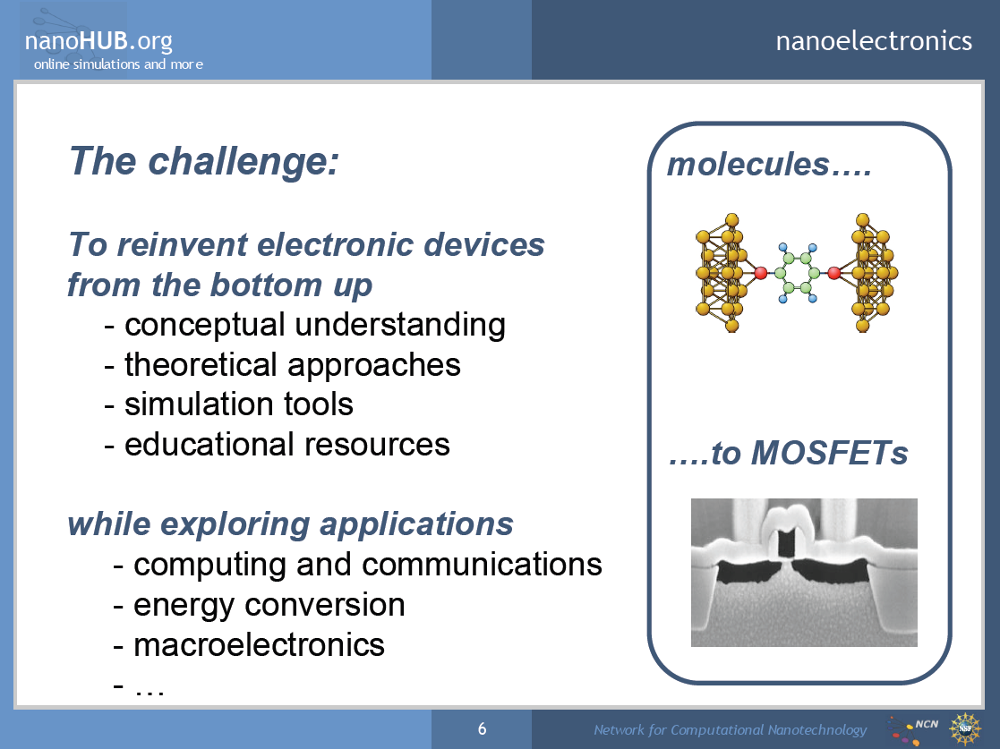 nanoHUB.org
online simulations and more
nanoelectronics
The challenge:
To reinvent electronic devices
from the bottom up
- conceptual understanding
- theoretical approaches
- simulation tools
- educational resources
while exploring applications
- computing and communications
- energy conversion
- macroelectronics
- …
molecules….
….to MOSFETs
6
Network for Computational Nanotechnology
NCN
NSF